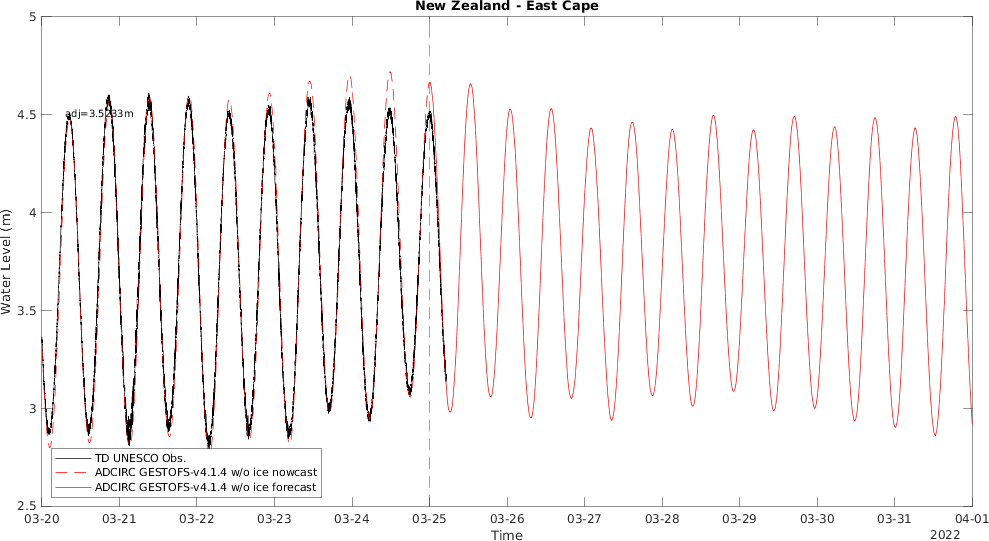 New Zealand - East Cape
5
4.5
4
3.5
3
2.5
Water Level (m)
adj=3.5233m
TD UNESCO Obs.
ADCIRC GESTOFS-v4.1.4 w/o ice nowcast
ADCIRC GESTOFS-v4.1.4 w/o ice forecast
03-20 03-21 03-22 03-23 03-24 03-25 03-26 03-27 03-28 03-29 03-30 03-31 04-01
Time
2022